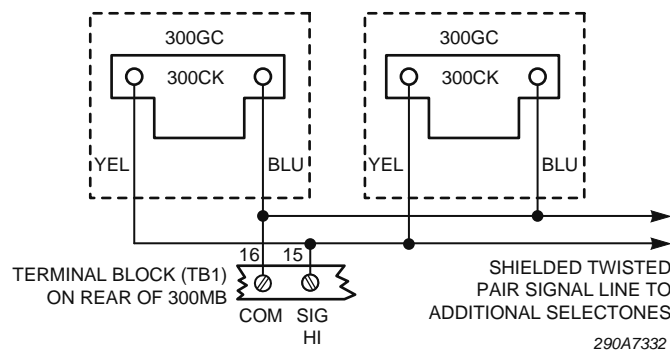 300GC
300GC
300CK
300CK
YEL
BLU
YEL
BLU
16
15
TERMINAL BLOCK (TB1)
ON REAR OF 300MB
COM
SIG
HI
SHIELDED TWISTED
PAIR SIGNAL LINE TO
ADDITIONAL SELECTONES
290A7332